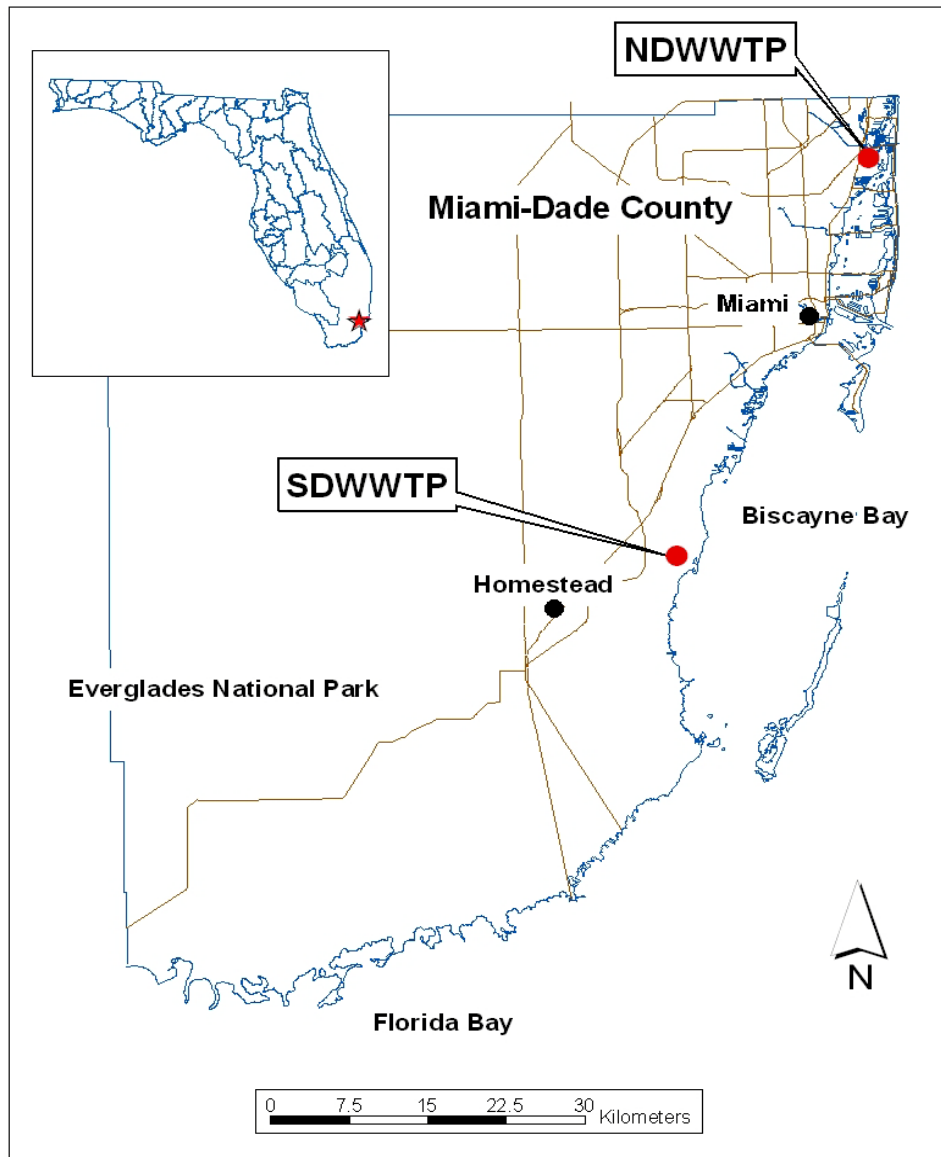 NDWWTP
Miami-Dade County
Miami
SDWWTP
Biscayne Bay
Homestead
Everglades National Park
N
Florida Bay
0 7.5 15 22.5 30 Kilometers